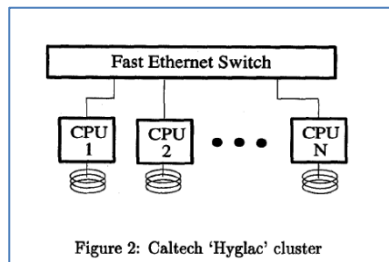 Fast Ethernet Switch
CPU
1
CPU
2
CPU
N
Figure 2: Caltech 'Hyglac' cluster